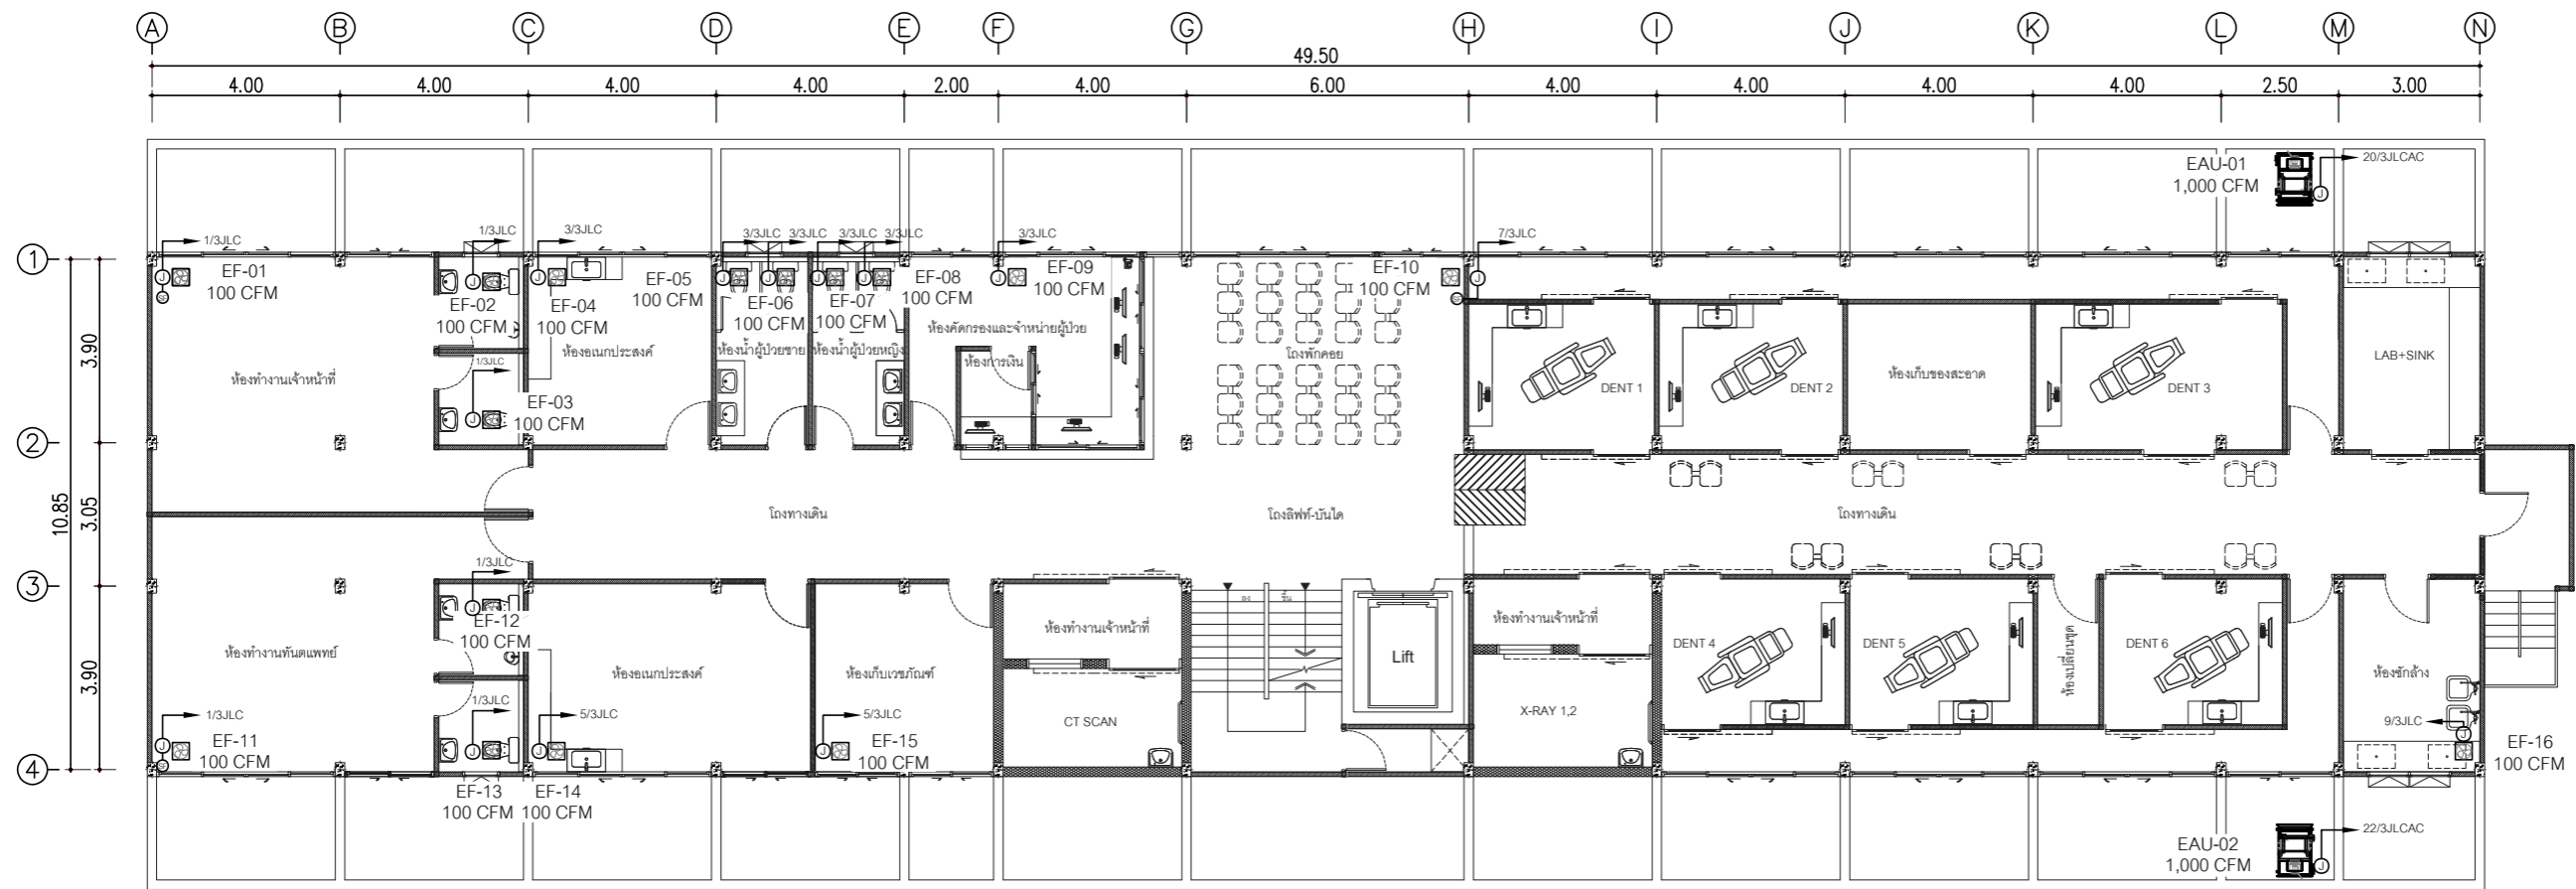 A B C D E F G H I J K L M N
49.50
4.00 4.00 4.00 4.00 2.00 4.00 6.00 4.00 4.00 4.00 4.00 2.50 3.00
EAU-01
1,000 CFM
20/3JLCAC
1
1/3JLC
1/3JLC
3/3JLC
3/3JLC
3/3JLC
3/3JLC
3/3JLC
3/3JLC
7/3JLC
J
SF
EF-01
100 CFM
EF-02
100 CFM
EF-04
100 CFM
EF-05
100 CFM
EF-06
100 CFM
EF-07
100 CFM
EF-08
100 CFM
EF-09
100 CFM
EF-10
100 CFM
ห้องทำงานเจ้าหน้าที่
1/3JLC
EF-03
100 CFM
ห้องอเนกประสงค์
ห้องน้ำผู้ป่วยชาย
ห้องน้ำผู้ป่วยหญิง
ห้องคัดกรองและจำหน่ายผู้ป่วย
ห้องการเงิน
โถงพักคอย
DENT 1
DENT 2
ห้องเก็บของสะอาด
DENT 3
LAB+SINK
3.90
2
10.85
3.05
โถงทางเดิน
โถงลิฟท์-บันได
โถงทางเดิน
3
3.90
1/3JLC
EF-12
100 CFM
ห้องทำงานทันตแพทย์
ห้องอเนกประสงค์
ห้องเก็บเวชภัณฑ์
ห้องทำงานเจ้าหน้าที่
CT SCAN
ลง
ขึ้น
Lift
ห้องทำงานเจ้าหน้าที่
X-RAY 1,2
DENT 4
DENT 5
ห้องเปลี่ยนชุด
DENT 6
ห้องซักล้าง
1/3JLC
1/3JLC
5/3JLC
5/3JLC
9/3JLC
4
EF-11
100 CFM
EF-15
100 CFM
EF-16
100 CFM
EF-13
100 CFM
EF-14
100 CFM
EAU-02
1,000 CFM
22/3JLCAC